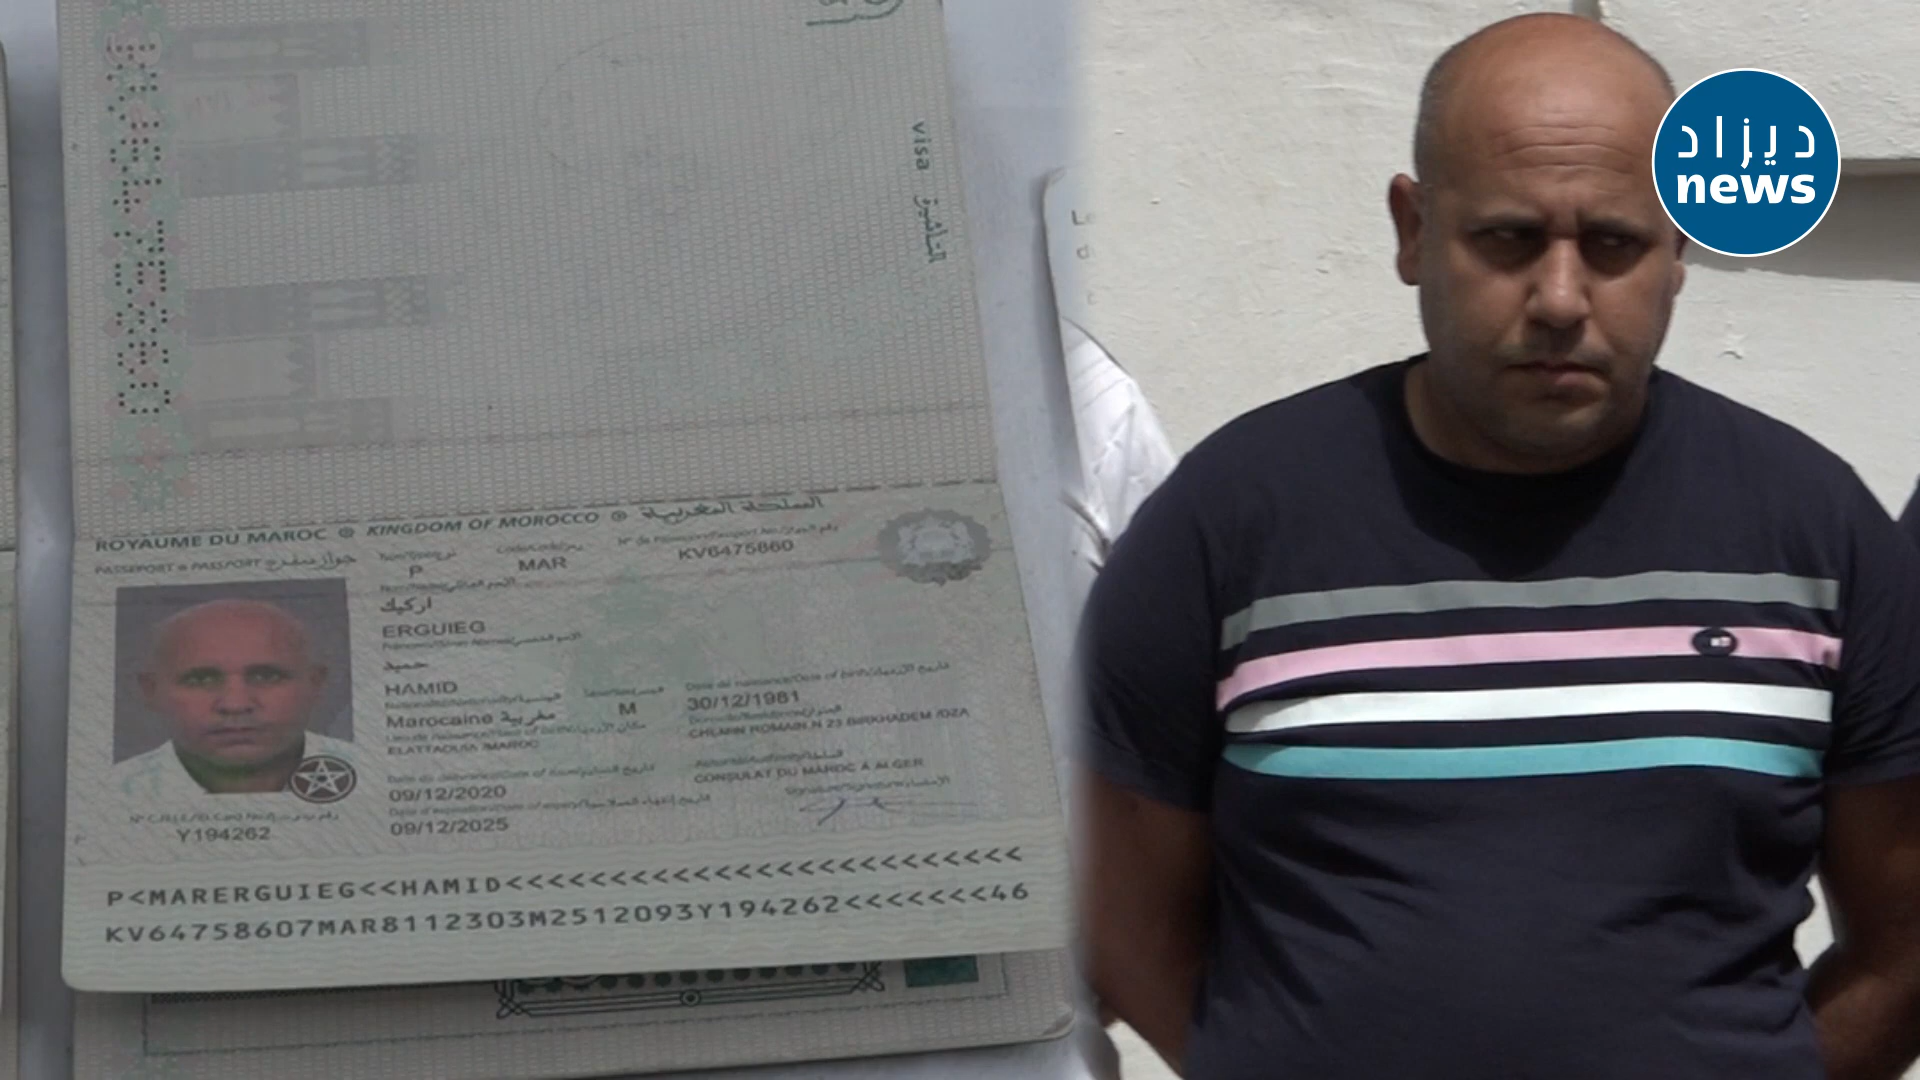 visa التأشيرة
ROYAUME DU MAROC KINGDOM OF MOROCCO المملكة المغربية
PASSEPORT PASSPORT جواز سفر
P MAR KV6475860
اركيك
ERGUIEG
حميد
HAMID
Marocaine مغربية M 30/12/1981
ELATTAOUIA /MAROC CHEMIN ROMAIN.N 23 BIRKHADEM /DZA
09/12/2020 CONSULAT DU MAROC A ALGER
09/12/2025
Y194262
P<MARERGUIEG<<HAMID<<<<<<<<<<<<<<<<<<<<<<<<<
KV64758607MAR8112303M2512093Y194262<<<<<<<46
ديزاد
news